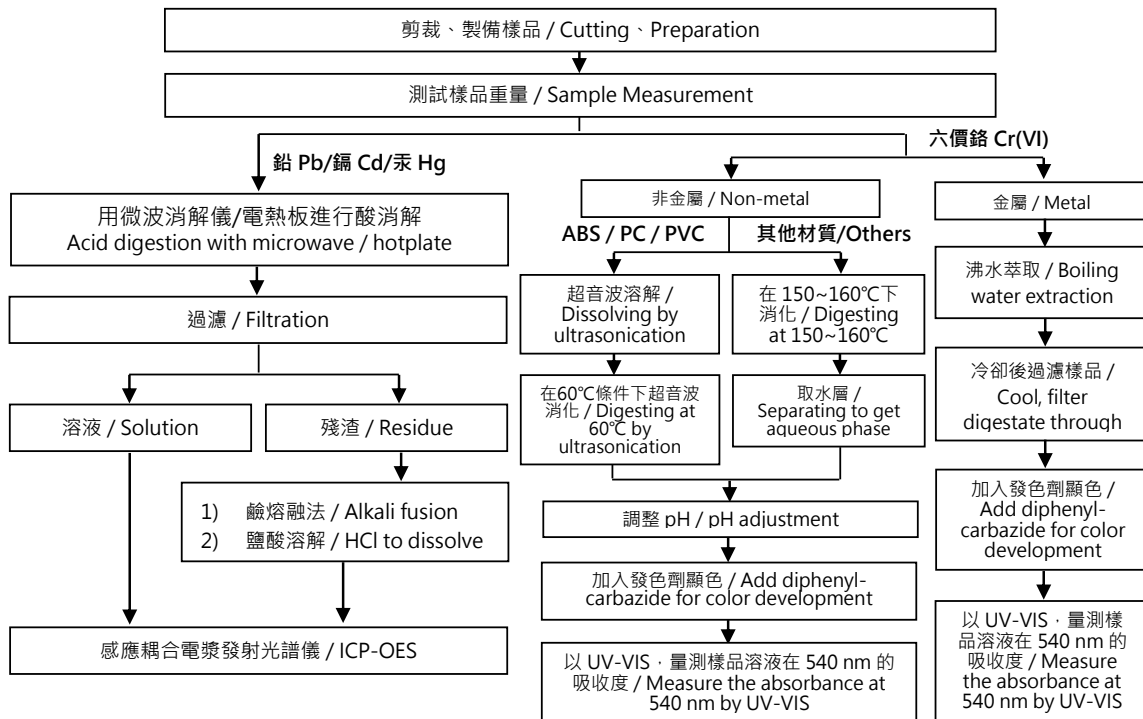 剪裁、製備樣品 / Cutting、Preparation
測試樣品重量 / Sample Measurement
鉛 Pb/鎘 Cd/汞 Hg
六價鉻 Cr(VI)
用微波消解儀/電熱板進行酸消解
Acid digestion with microwave / hotplate
過濾 / Filtration
溶液 / Solution
殘渣 / Residue
1) 鹼熔融法 / Alkali fusion
2) 鹽酸溶解 / HCl to dissolve
感應耦合電漿發射光譜儀 / ICP-OES
非金屬 / Non-metal
ABS / PC / PVC
其他材質/Others
超音波溶解 /
Dissolving by
ultrasonication
在60℃條件下超音波
消化 / Digesting at
60℃ by
ultrasonication
在 150~160℃下
消化 / Digesting
at 150~160℃
取水層 /
Separating to get
aqueous phase
調整 pH / pH adjustment
加入發色劑顯色 / Add diphenyl-
carbazide for color development
以 UV-VIS，量測樣品溶液在 540 nm 的
吸收度 / Measure the absorbance at
540 nm by UV-VIS
金屬 / Metal
沸水萃取 / Boiling
water extraction
冷卻後過濾樣品 /
Cool, filter
digestate through
加入發色劑顯色 /
Add diphenyl-
carbazide for color
development
以 UV-VIS，量測樣
品溶液在 540 nm 的
吸收度 / Measure
the absorbance at
540 nm by UV-VIS